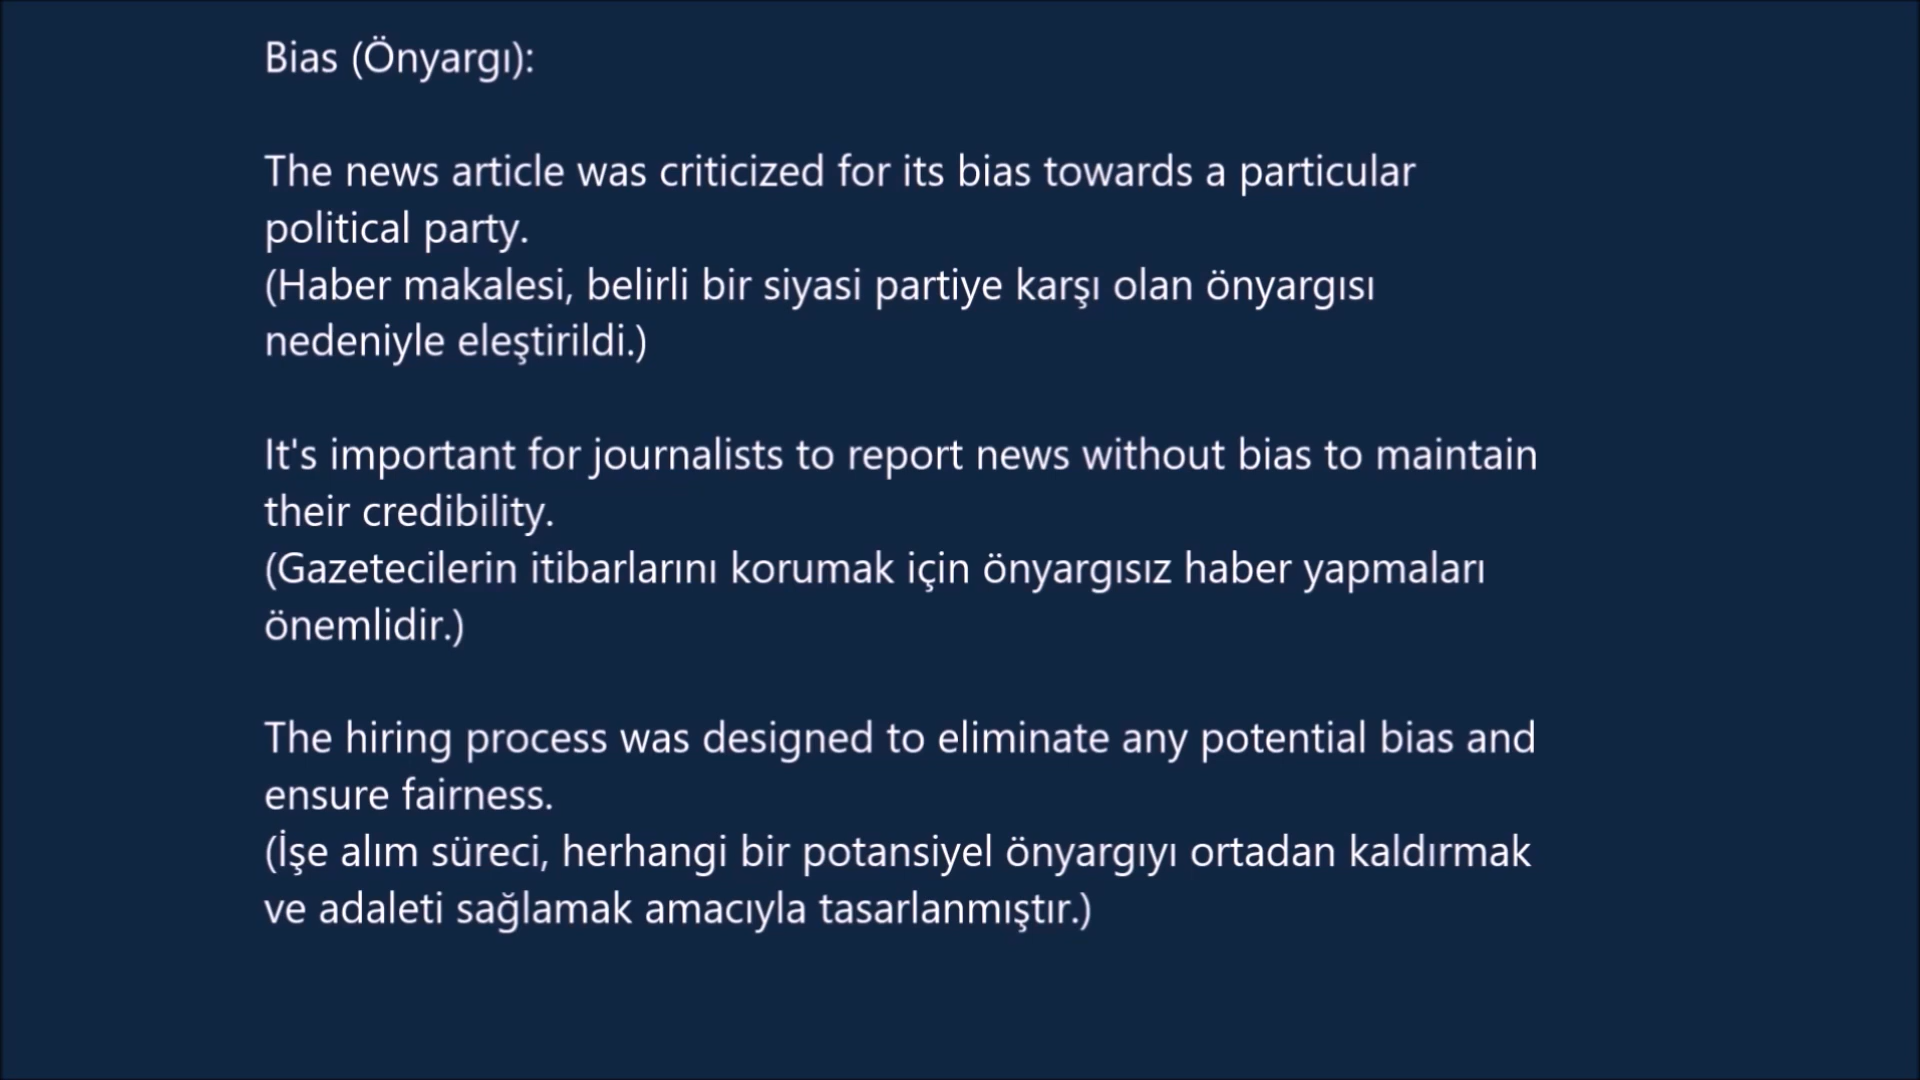 Bias (Önyargı):
The news article was criticized for its bias towards a particular
political party.
(Haber makalesi, belirli bir siyasi partiye karşı olan önyargısı
nedeniyle eleştirildi.)
It's important for journalists to report news without bias to maintain
their credibility.
(Gazetecilerin itibarlarını korumak için önyargısız haber yapmaları
önemlidir.)
The hiring process was designed to eliminate any potential bias and
ensure fairness.
(İşe alım süreci, herhangi bir potansiyel önyargıyı ortadan kaldırmak
ve adaleti sağlamak amacıyla tasarlanmıştır.)